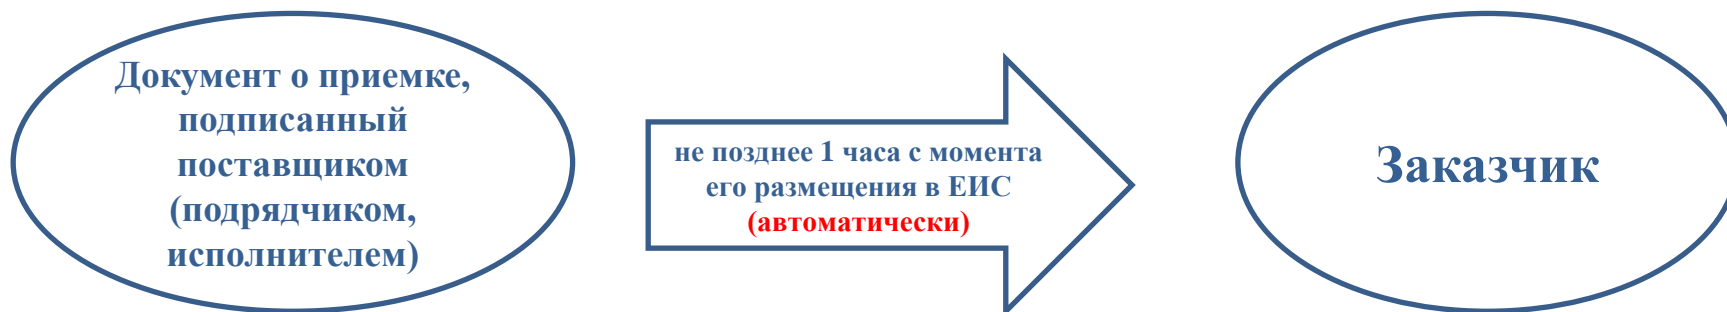 Документ о приемке,
подписанный
поставщиком
(подрядчиком,
исполнителем)
не позднее 1 часа с момента
его размещения в ЕИС
(автоматически)
Заказчик